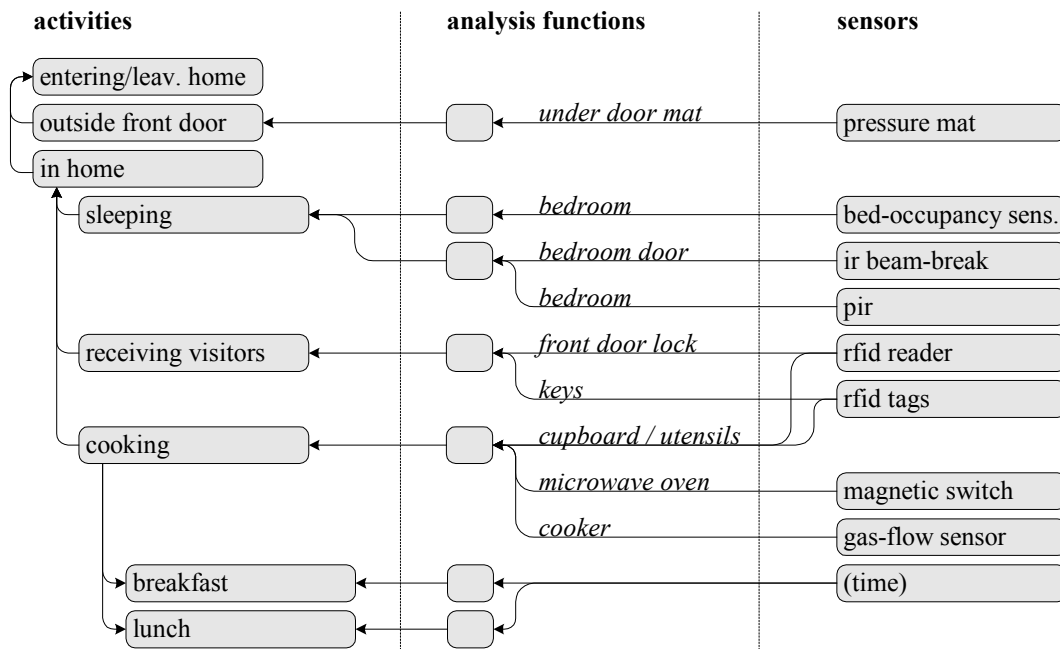 activities analysis functions sensors
entering/leav. home
outside front door under door mat pressure mat
in home
sleeping bedroom bed-occupancy sens.
bedroom door ir beam-break
bedroom pir
receiving visitors front door lock rfid reader
keys rfid tags
cooking cupboard / utensils
microwave oven magnetic switch
cooker gas-flow sensor
breakfast (time)
lunch